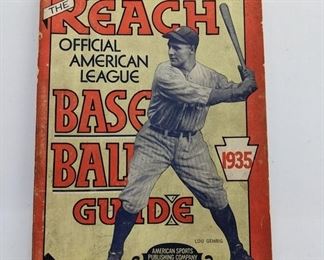 THE REACH
OFFICIAL AMERICAN
LEAGUE
BASE
BALL
1935
GUIDE
LOU GEHRIG
AMERICAN SPORTS
PUBLISHING COMPANY